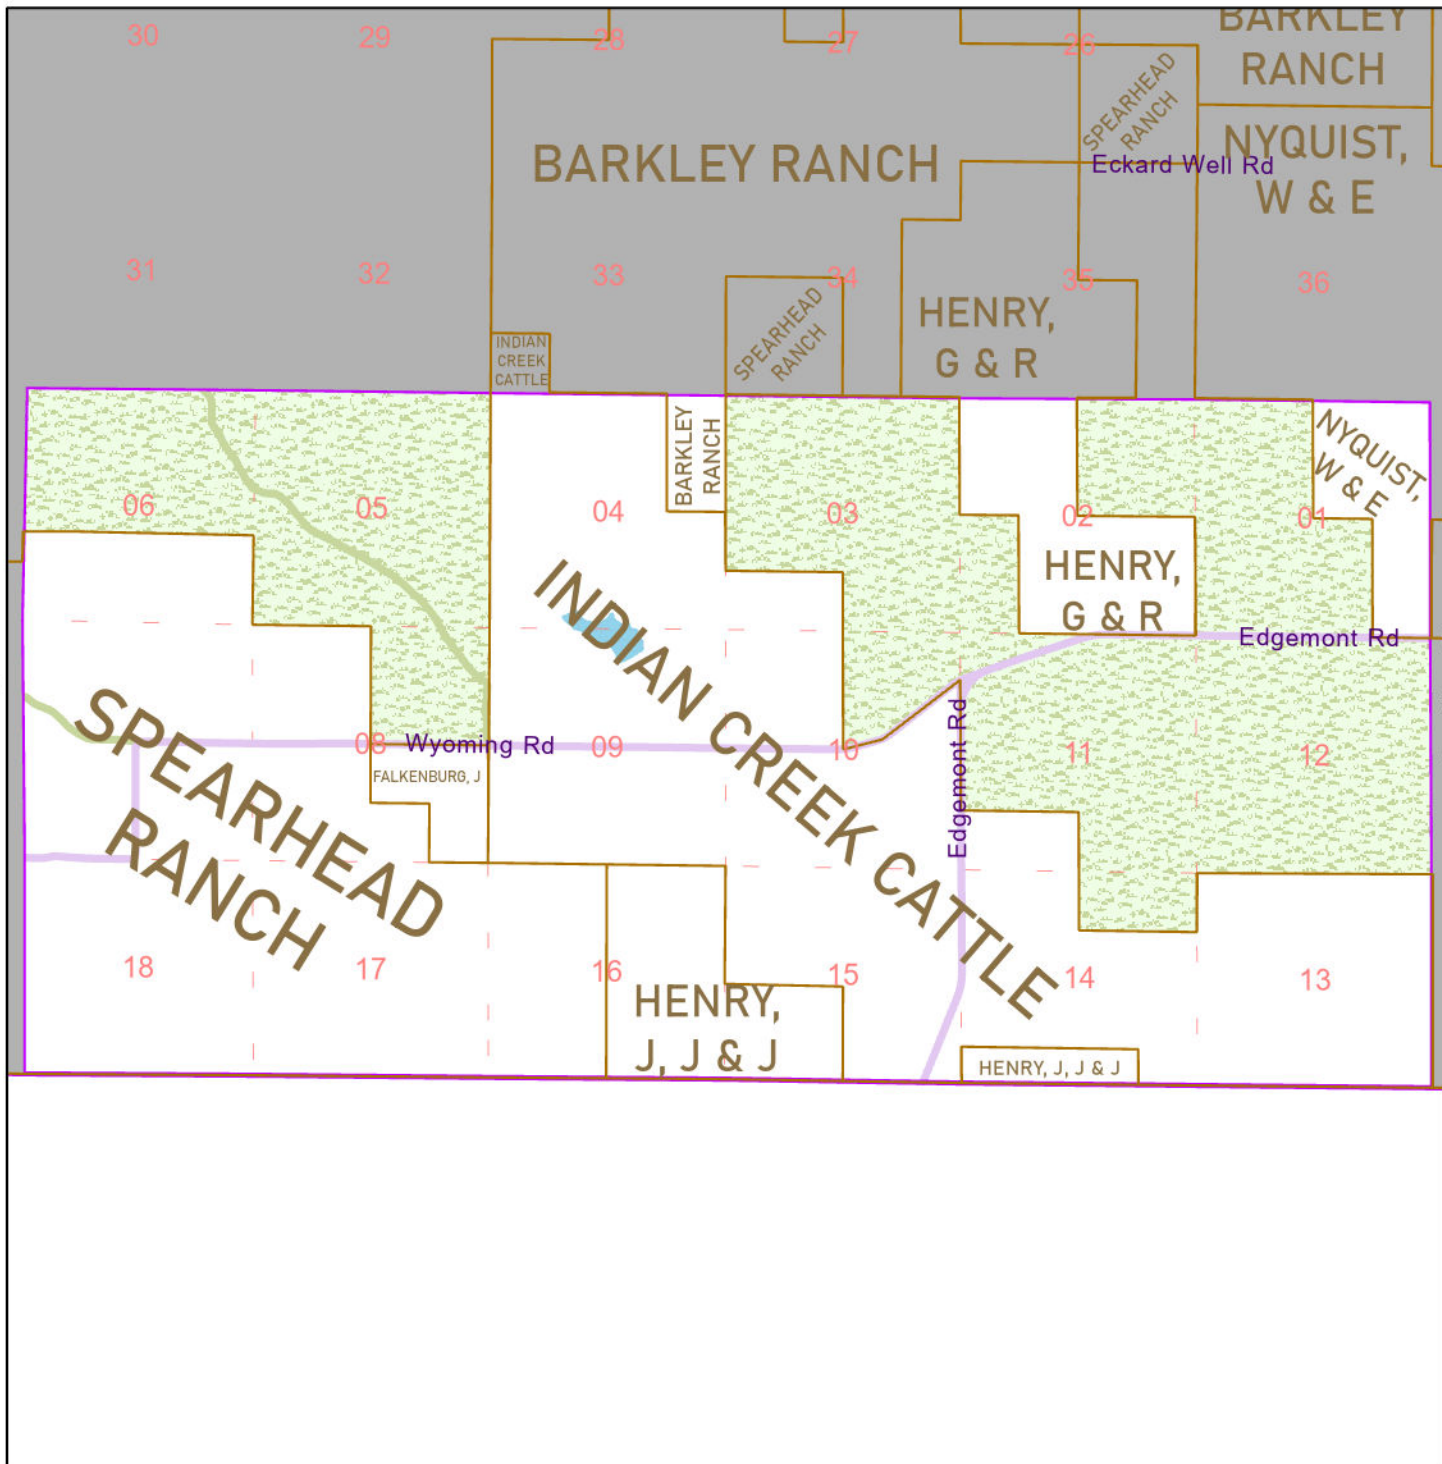 BARKLEY
RANCH
30
29
28
27
26
SPEARHEAD
RANCH
BARKLEY RANCH
NYQUIST,
W & E
Eckard Well Rd
31
32
33
34
35
36
INDIAN
CREEK
CATTLE
SPEARHEAD
RANCH
HENRY,
G & R
BARKLEY
RANCH
NYQUIST,
W & E
06
05
04
03
02
01
HENRY,
G & R
Edgemont Rd
INDIAN CREEK CATTLE
SPEARHEAD
RANCH
08
Wyoming Rd
09
10
11
12
Edgemont Rd
FALKENBURG, J
18
17
16
15
14
13
HENRY,
J, J & J
HENRY, J, J & J